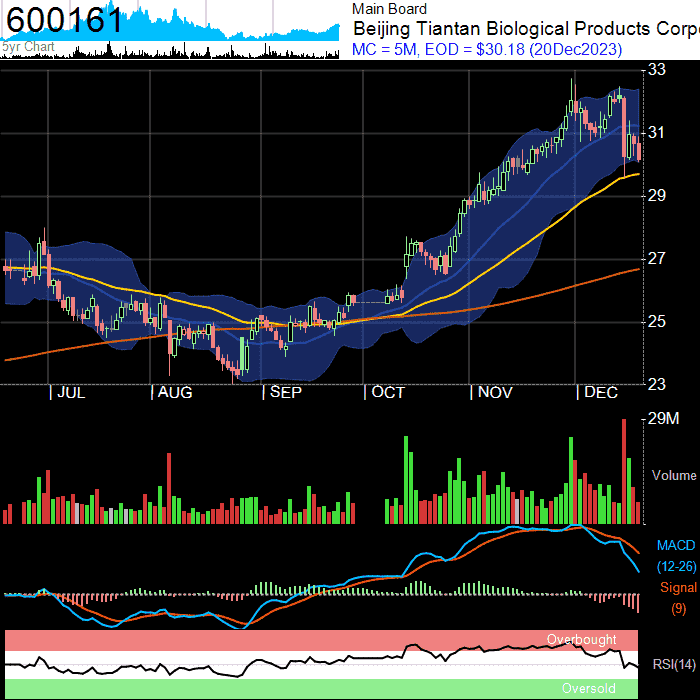 600161
5yr Chart
Main Board
Beijing Tiantan Biological Products Corpo
MC = 5M, EOD = $30.18 (20Dec2023)
33
31
29
27
25
23
| JUL
| AUG
| SEP
| OCT
| NOV
| DEC
29M
Volume
MACD
(12-26)
Signal
(9)
Overbought
RSI(14)
Oversold